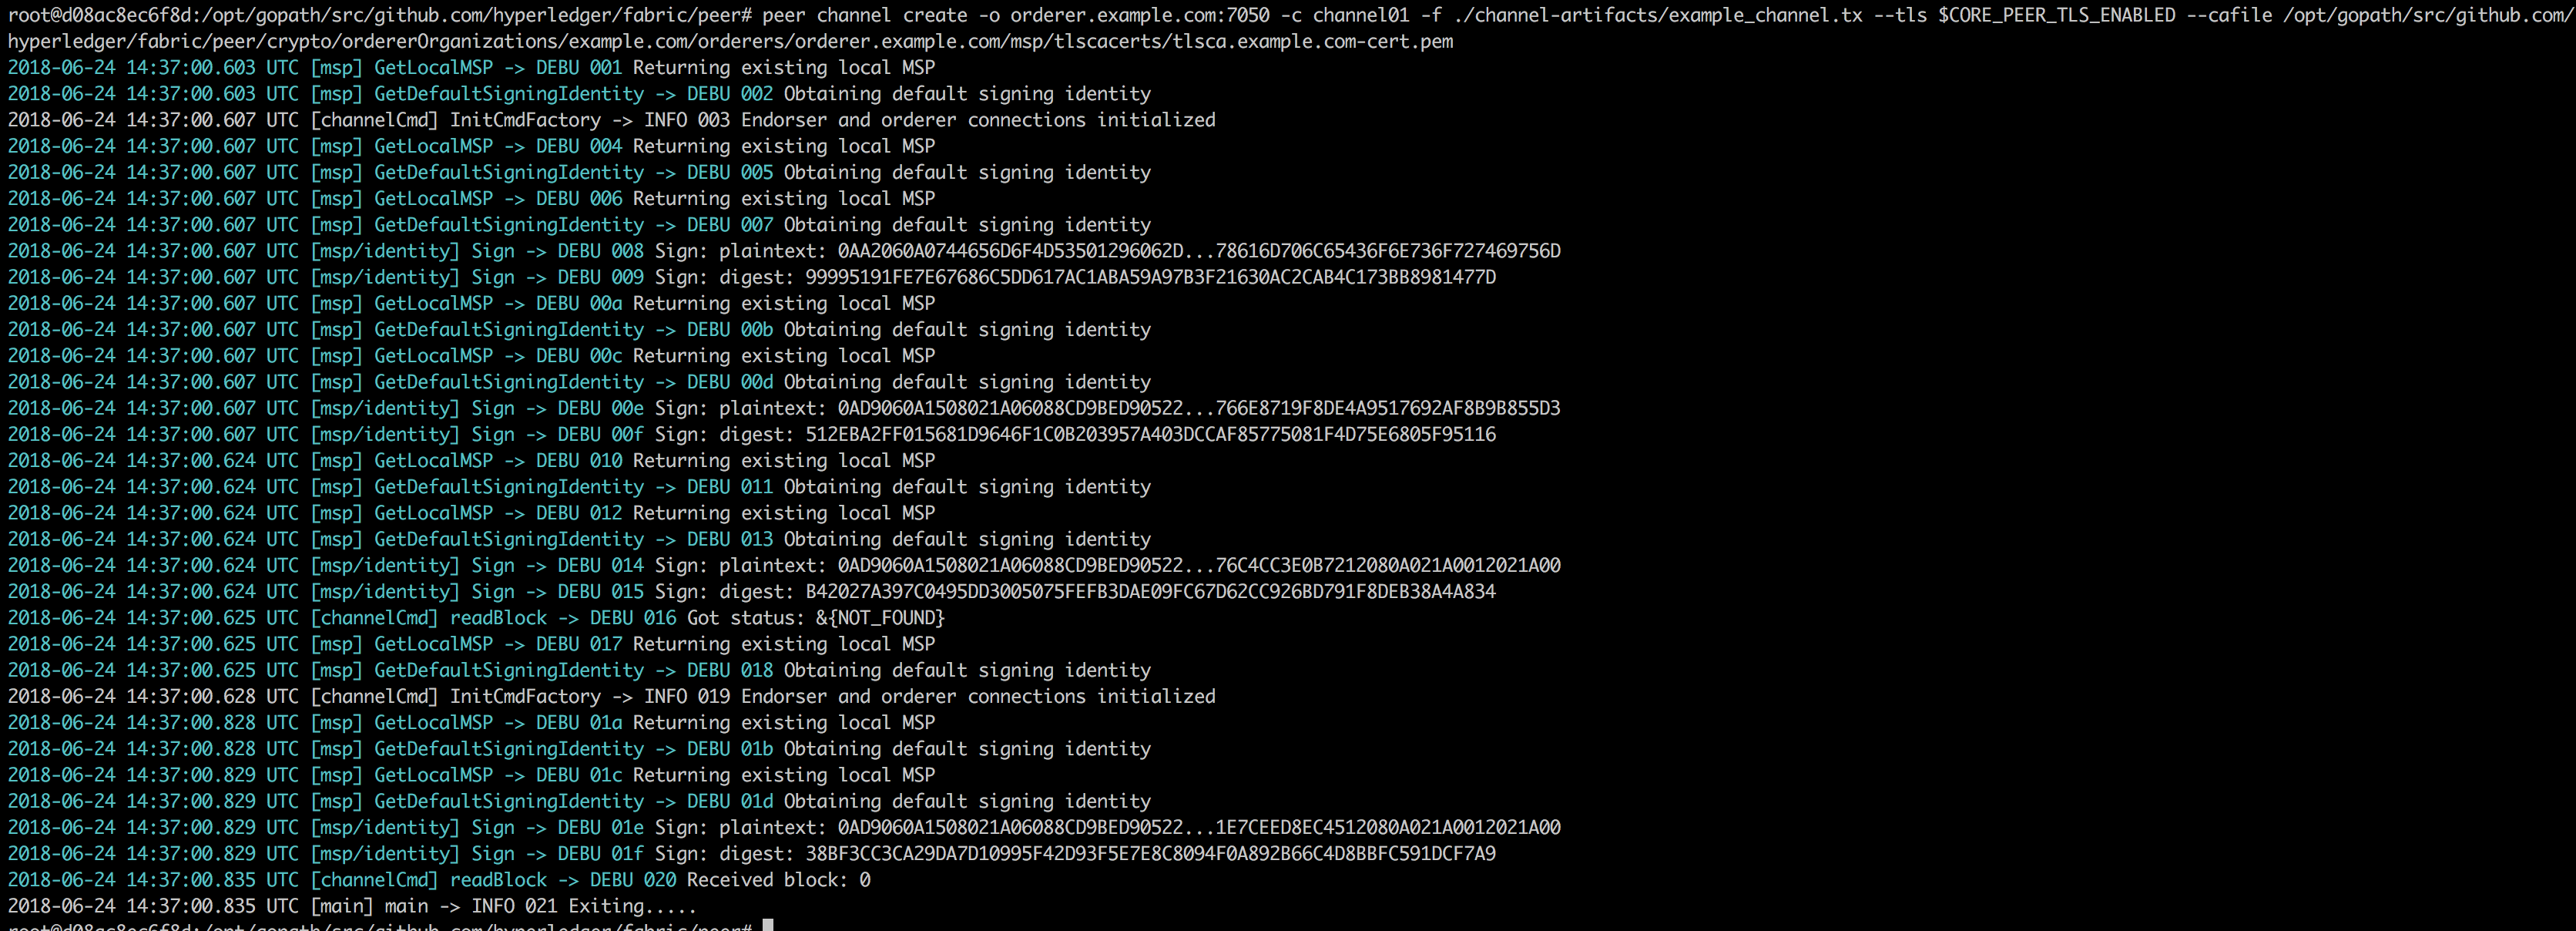 root@d08ac8ec6f8d:/opt/gopath/src/github.com/hyperledger/fabric/peer# peer channel create -o orderer.example.com:7050 -c channel01 -f ./channel-artifacts/example_channel.tx --tls $CORE_PEER_TLS_ENABLED --cafile /opt/gopath/src/github.com/
hyperledger/fabric/peer/crypto/ordererOrganizations/example.com/orderers/orderer.example.com/msp/tlscacerts/tlsca.example.com-cert.pem
2018-06-24 14:37:00.603 UTC [msp] GetLocalMSP -> DEBU 001 Returning existing local MSP
2018-06-24 14:37:00.603 UTC [msp] GetDefaultSigningIdentity -> DEBU 002 Obtaining default signing identity
2018-06-24 14:37:00.607 UTC [channelCmd] InitCmdFactory -> INFO 003 Endorser and orderer connections initialized
2018-06-24 14:37:00.607 UTC [msp] GetLocalMSP -> DEBU 004 Returning existing local MSP
2018-06-24 14:37:00.607 UTC [msp] GetDefaultSigningIdentity -> DEBU 005 Obtaining default signing identity
2018-06-24 14:37:00.607 UTC [msp] GetLocalMSP -> DEBU 006 Returning existing local MSP
2018-06-24 14:37:00.607 UTC [msp] GetDefaultSigningIdentity -> DEBU 007 Obtaining default signing identity
2018-06-24 14:37:00.607 UTC [msp/identity] Sign -> DEBU 008 Sign: plaintext: 0AA2060A0744656D6F4D53501296062D...78616D706C65436F6E736F727469756D
2018-06-24 14:37:00.607 UTC [msp/identity] Sign -> DEBU 009 Sign: digest: 99995191FE7E67686C5DD617AC1ABA59A97B3F21630AC2CAB4C173BB8981477D
2018-06-24 14:37:00.607 UTC [msp] GetLocalMSP -> DEBU 00a Returning existing local MSP
2018-06-24 14:37:00.607 UTC [msp] GetDefaultSigningIdentity -> DEBU 00b Obtaining default signing identity
2018-06-24 14:37:00.607 UTC [msp] GetLocalMSP -> DEBU 00c Returning existing local MSP
2018-06-24 14:37:00.607 UTC [msp] GetDefaultSigningIdentity -> DEBU 00d Obtaining default signing identity
2018-06-24 14:37:00.607 UTC [msp/identity] Sign -> DEBU 00e Sign: plaintext: 0AD9060A1508021A06088CD9BED90522...766E8719F8DE4A9517692AF8B9B855D3
2018-06-24 14:37:00.607 UTC [msp/identity] Sign -> DEBU 00f Sign: digest: 512EBA2FF015681D9646F1C0B203957A403DCCAF85775081F4D75E6805F95116
2018-06-24 14:37:00.624 UTC [msp] GetLocalMSP -> DEBU 010 Returning existing local MSP
2018-06-24 14:37:00.624 UTC [msp] GetDefaultSigningIdentity -> DEBU 011 Obtaining default signing identity
2018-06-24 14:37:00.624 UTC [msp] GetLocalMSP -> DEBU 012 Returning existing local MSP
2018-06-24 14:37:00.624 UTC [msp] GetDefaultSigningIdentity -> DEBU 013 Obtaining default signing identity
2018-06-24 14:37:00.624 UTC [msp/identity] Sign -> DEBU 014 Sign: plaintext: 0AD9060A1508021A06088CD9BED90522...76C4CC3E0B7212080A021A0012021A00
2018-06-24 14:37:00.624 UTC [msp/identity] Sign -> DEBU 015 Sign: digest: B42027A397C0495DD3005075FEFB3DAE09FC67D62CC926BD791F8DEB38A4A834
2018-06-24 14:37:00.625 UTC [channelCmd] readBlock -> DEBU 016 Got status: &{NOT_FOUND}
2018-06-24 14:37:00.625 UTC [msp] GetLocalMSP -> DEBU 017 Returning existing local MSP
2018-06-24 14:37:00.625 UTC [msp] GetDefaultSigningIdentity -> DEBU 018 Obtaining default signing identity
2018-06-24 14:37:00.628 UTC [channelCmd] InitCmdFactory -> INFO 019 Endorser and orderer connections initialized
2018-06-24 14:37:00.828 UTC [msp] GetLocalMSP -> DEBU 01a Returning existing local MSP
2018-06-24 14:37:00.828 UTC [msp] GetDefaultSigningIdentity -> DEBU 01b Obtaining default signing identity
2018-06-24 14:37:00.829 UTC [msp] GetLocalMSP -> DEBU 01c Returning existing local MSP
2018-06-24 14:37:00.829 UTC [msp] GetDefaultSigningIdentity -> DEBU 01d Obtaining default signing identity
2018-06-24 14:37:00.829 UTC [msp/identity] Sign -> DEBU 01e Sign: plaintext: 0AD9060A1508021A06088CD9BED90522...1E7CEED8EC4512080A021A0012021A00
2018-06-24 14:37:00.829 UTC [msp/identity] Sign -> DEBU 01f Sign: digest: 38BF3CC3CA29DA7D10995F42D93F5E7E8C8094F0A892B66C4D8BBFC591DCF7A9
2018-06-24 14:37:00.835 UTC [channelCmd] readBlock -> DEBU 020 Received block: 0
2018-06-24 14:37:00.835 UTC [main] main -> INFO 021 Exiting.....
root@d08ac8ec6f8d:/opt/gopath/src/github.com/hyperledger/fabric/peer#